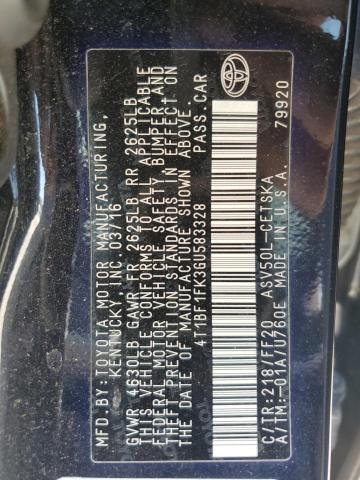 MFD.BY: TOYOTA MOTOR MANUFACTURING,
KENTUCKY, INC. 03/16
GVWR 4630LB GAWR FR 2625LB RR 2625LB
THIS VEHICLE CONFORMS TO ALL APPLICABLE
FEDERAL MOTOR VEHICLE SAFETY, BUMPER, AND
THEFT PREVENTION STANDARDS IN EFFECT ON
THE DATE OF MANUFACTURE SHOWN ABOVE.
4T1BF1FK3GU583328 PASS. CAR
C/TR:218/FF20 ASV50L-CETSKA
A/TM:-01A/U760E MADE IN U.S.A. 79920